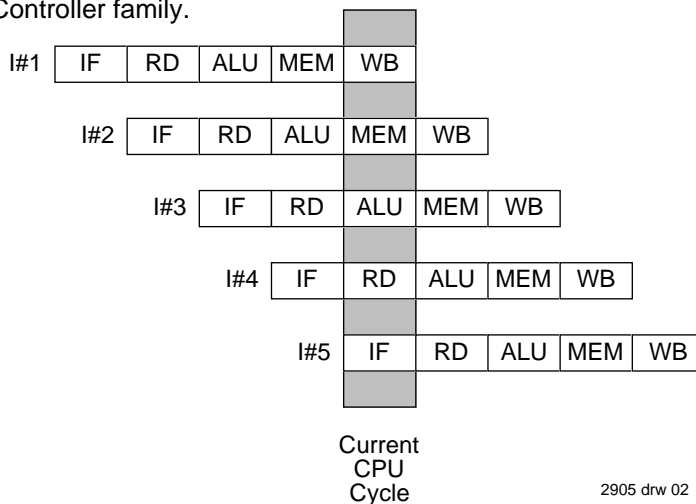 Controller family.
I#1 IF RD ALU MEM WB
I#2 IF RD ALU MEM WB
I#3 IF RD ALU MEM WB
I#4 IF RD ALU MEM WB
I#5 IF RD ALU MEM WB
Current
CPU
Cycle
2905 drw 02